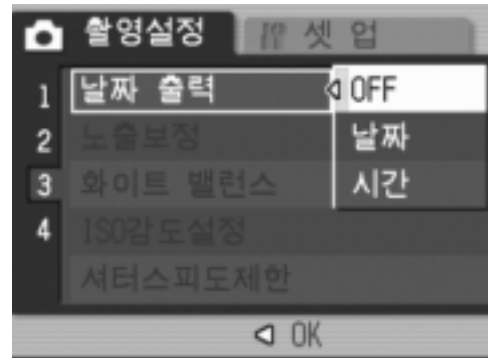 촬영설정 셋 업
1 날짜 출력 OFF
2 노출보정 날짜
3 화이트 밸런스 시간
4 ISO감도설정
셔터스피도제한
OK